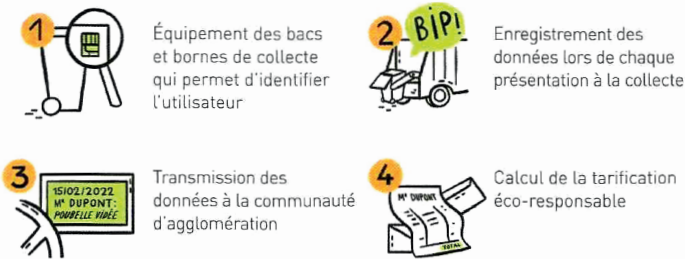 1
Équipement des bacs
et bornes de collecte
qui permet d'identifier
l'utilisateur
2
BIP!
Enregistrement des
données lors de chaque
présentation à la collecte
3
15/02/2022
Mᴱ DUPONT:
POUBELLE VIDÉE
Transmission des
données à la communauté
d'agglomération
4
Mᴱ DUPONT
TOTAL
Calcul de la tarification
éco-responsable